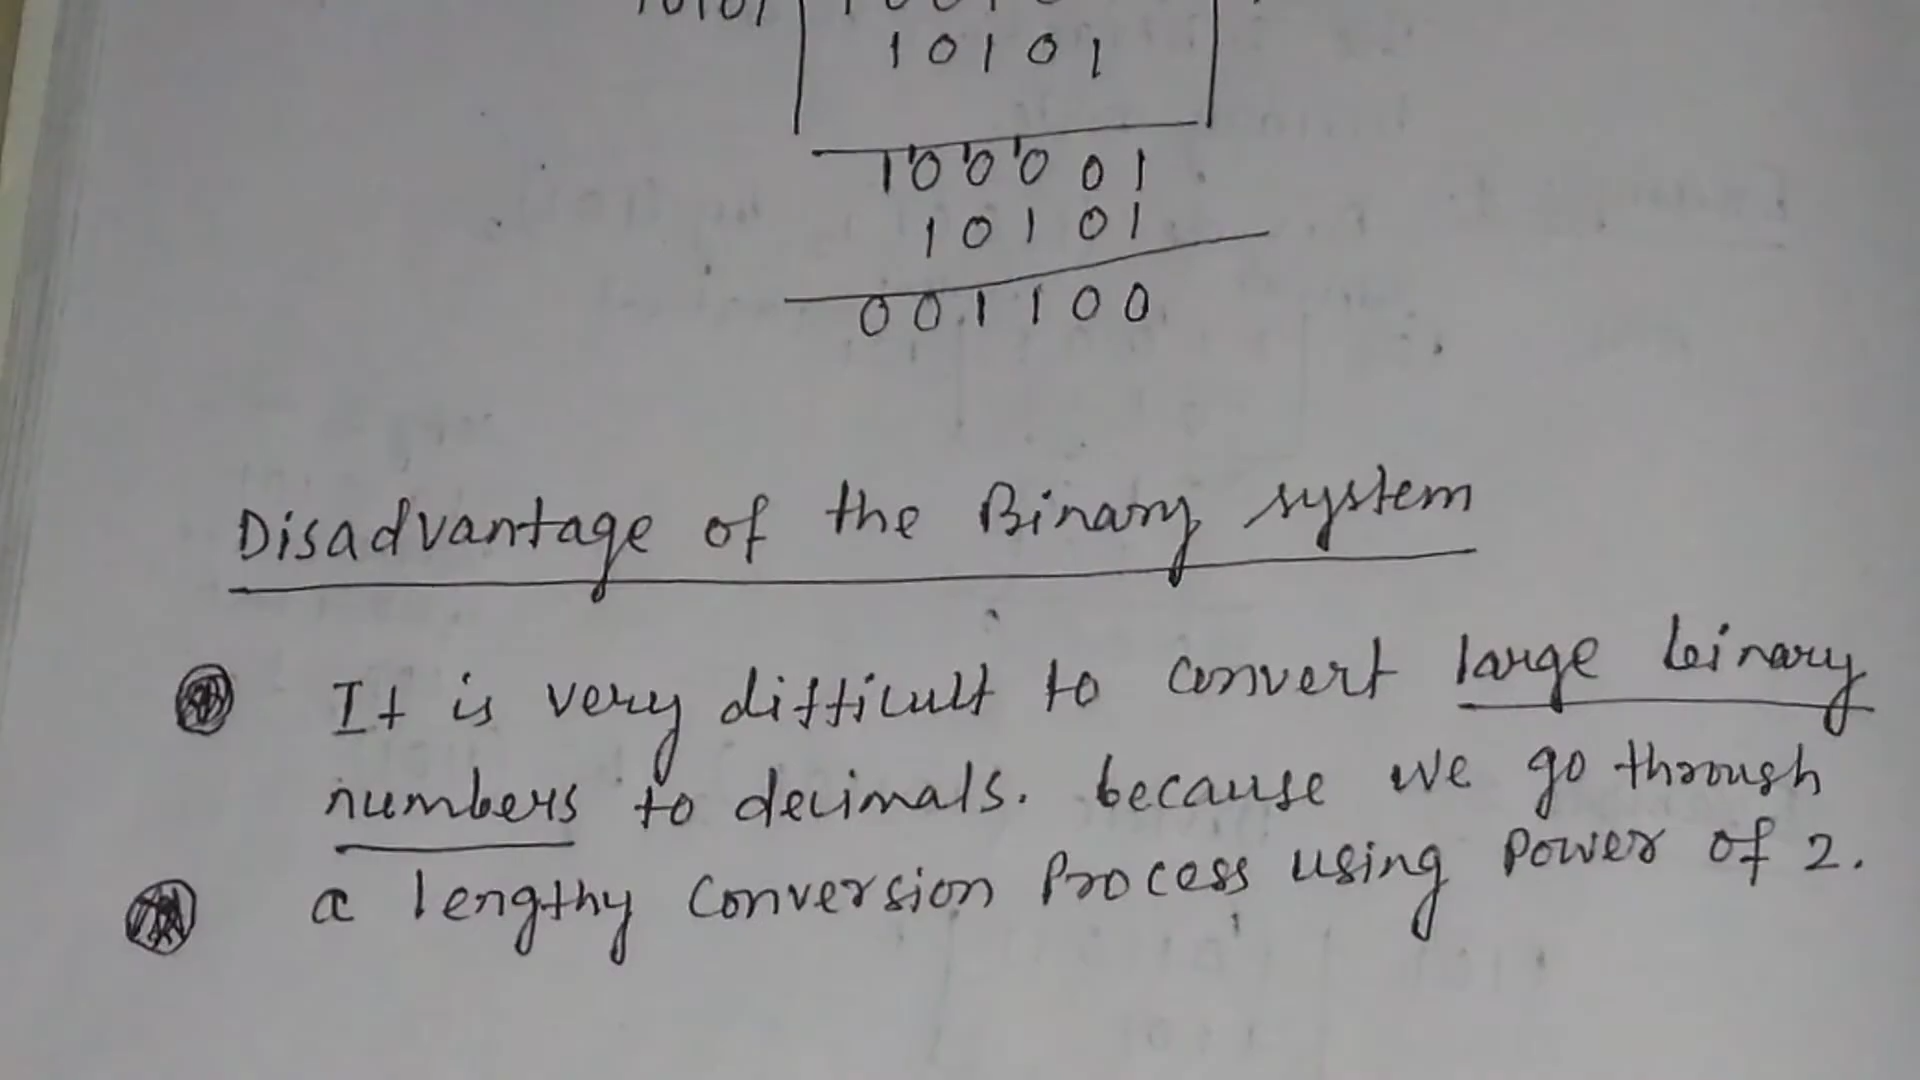 10101
10101
100001
10101
001100
Disadvantage of the Binary system
It is very difficult to convert large binary
numbers to decimals. because we go through
a lengthy conversion process using power of 2.